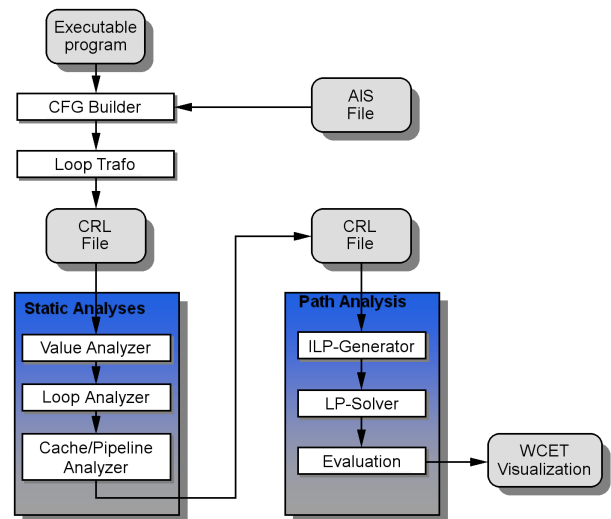 Executable
program
CFG Builder
AIS
File
Loop Trafo
CRL
File
CRL
File
Static Analyses
Value Analyzer
Loop Analyzer
Cache/Pipeline
Analyzer
Path Analysis
ILP-Generator
LP-Solver
Evaluation
WCET
Visualization